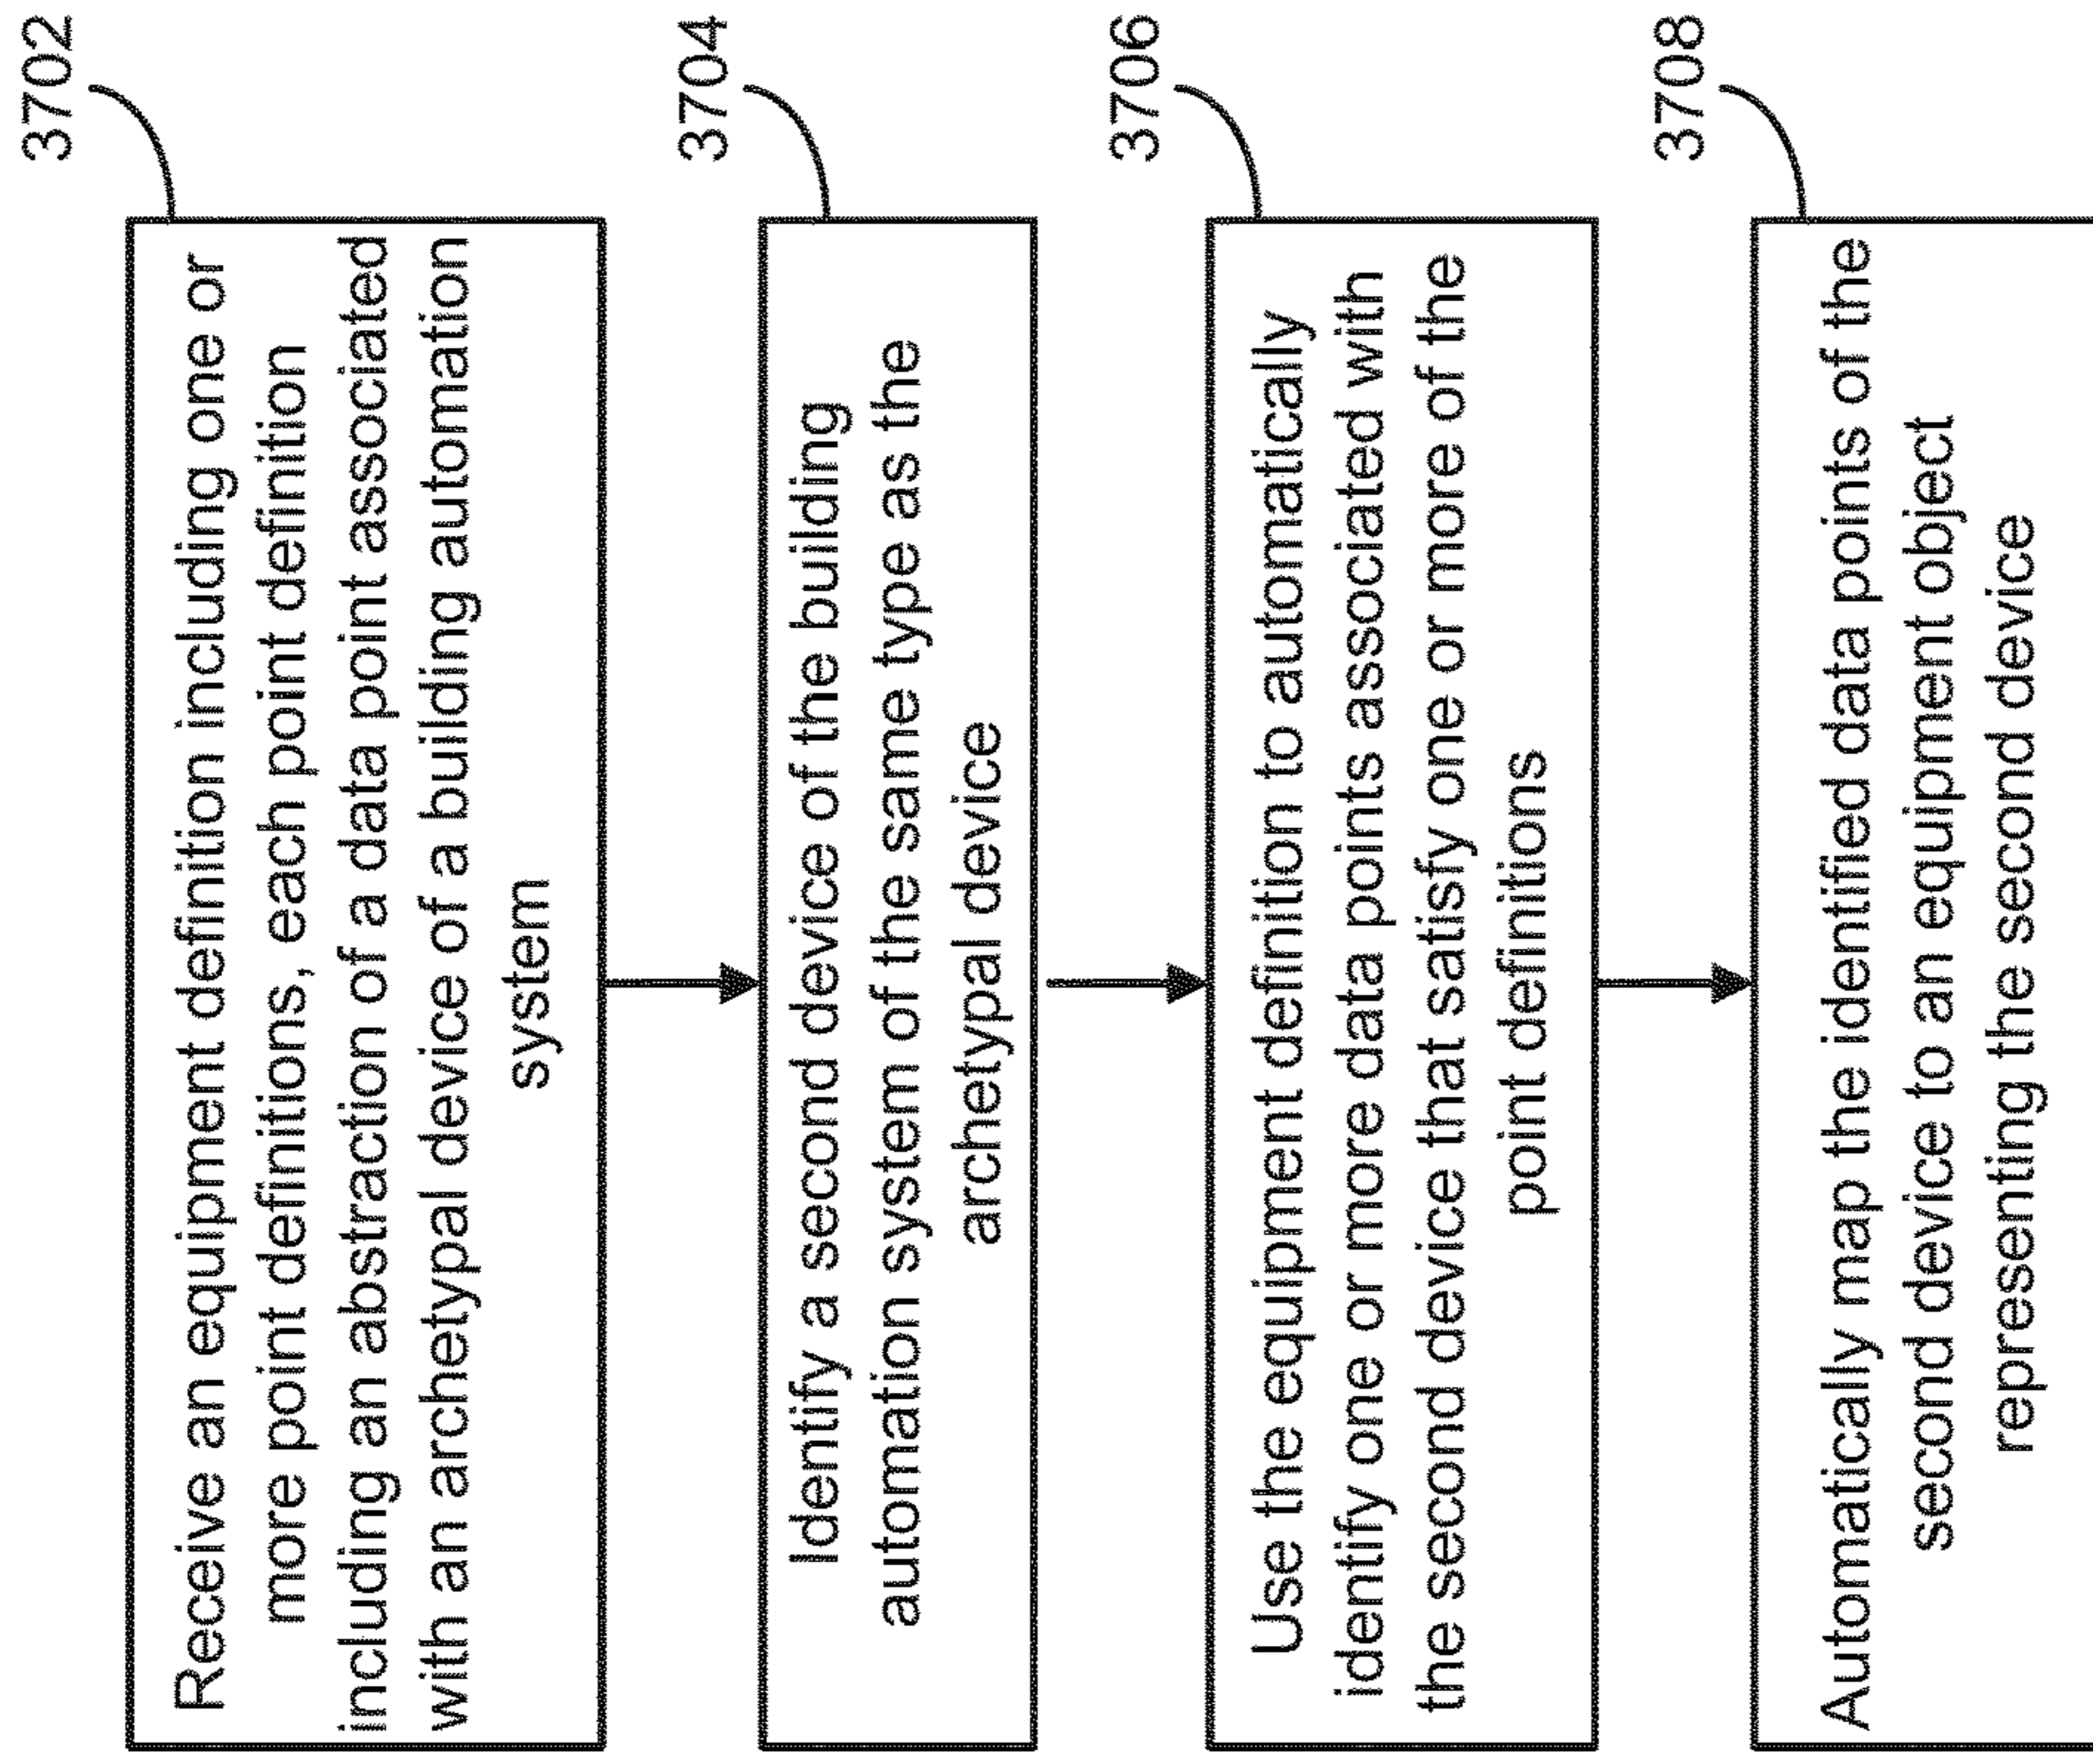 3702
Receive an equipment definition including one or
more point definitions, each point definition
including an abstraction of a data point associated
with an archetypal device of a building automation
system
3704
Identify a second device of the building
automation system of the same type as the
archetypal device
3706
Use the equipment definition to automatically
identify one or more data points associated with
the second device that satisfy one or more of the
point definitions
3708
Automatically map the identified data points of the
second device to an equipment object
representing the second device